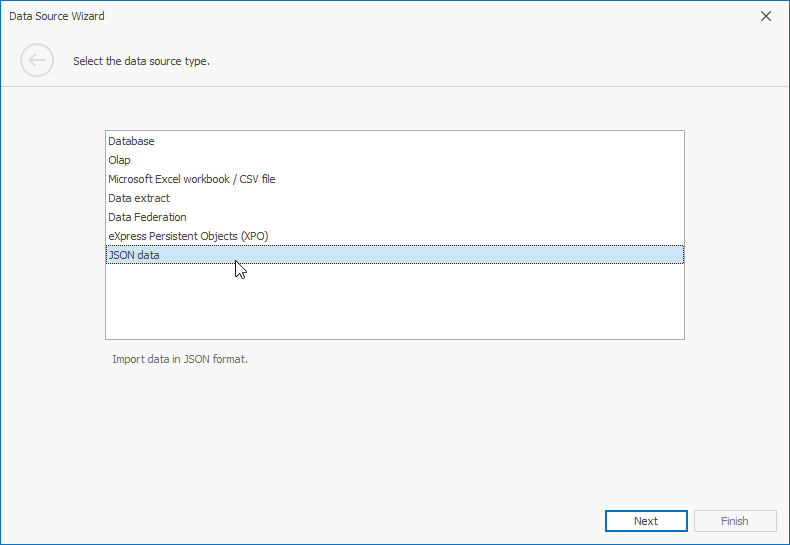 Data Source Wizard
Select the data source type.
Database
Olap
Microsoft Excel workbook / CSV file
Data extract
Data Federation
eXpress Persistent Objects (XPO)
JSON data
Import data in JSON format.
Next
Finish